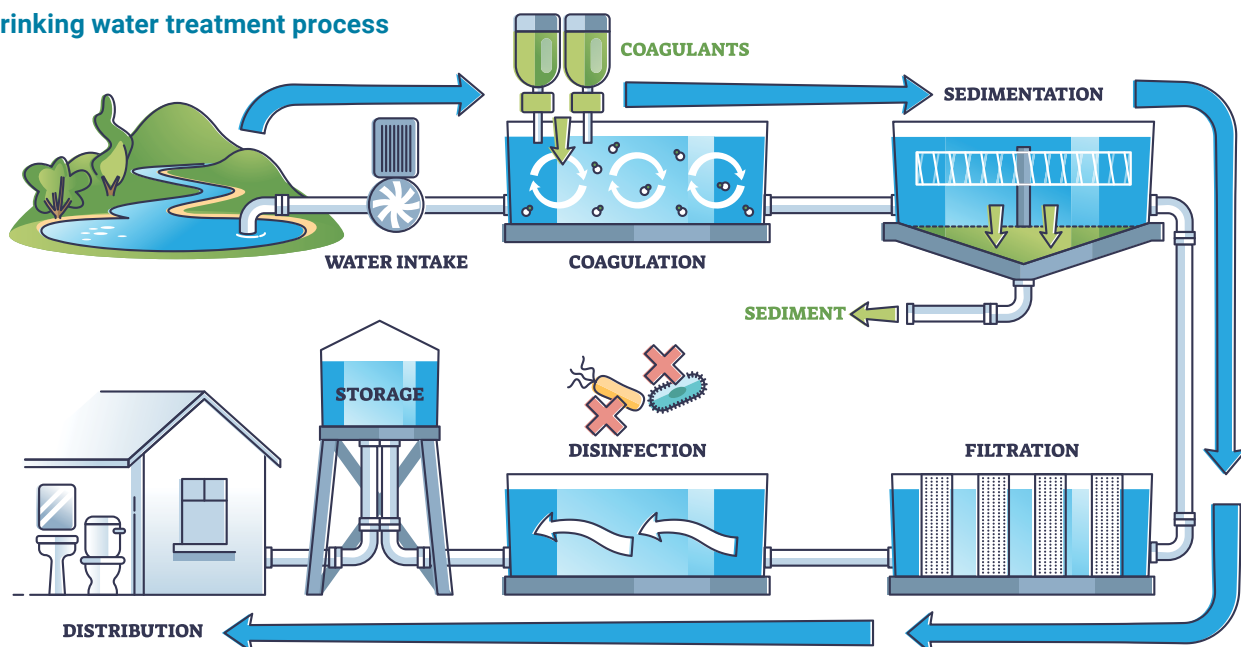 rinking water treatment process
COAGULANTS
SEDIMENTATION
WATER INTAKE
COAGULATION
SEDIMENT
STORAGE
DISINFECTION
FILTRATION
DISTRIBUTION